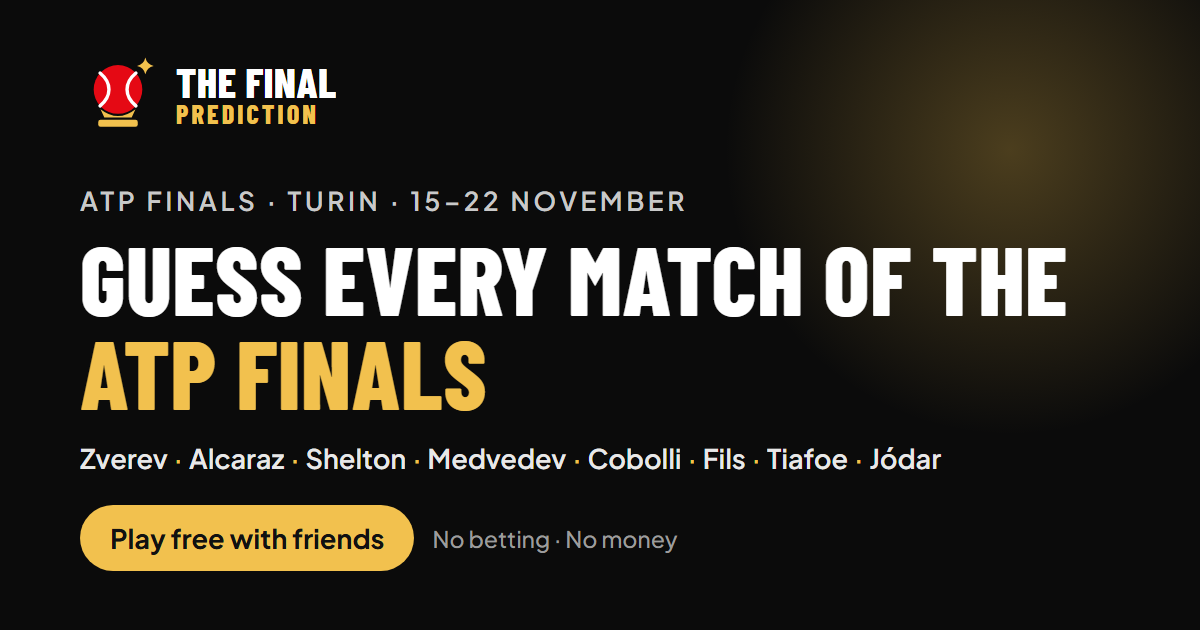 THE FINAL
PREDICTION
ATP FINALS · TURIN · 15–22 NOVEMBER
GUESS EVERY MATCH OF THE
ATP FINALS
Zverev · Alcaraz · Shelton · Medvedev · Cobolli · Fils · Tiafoe · Jódar
Play free with friends
No betting · No money